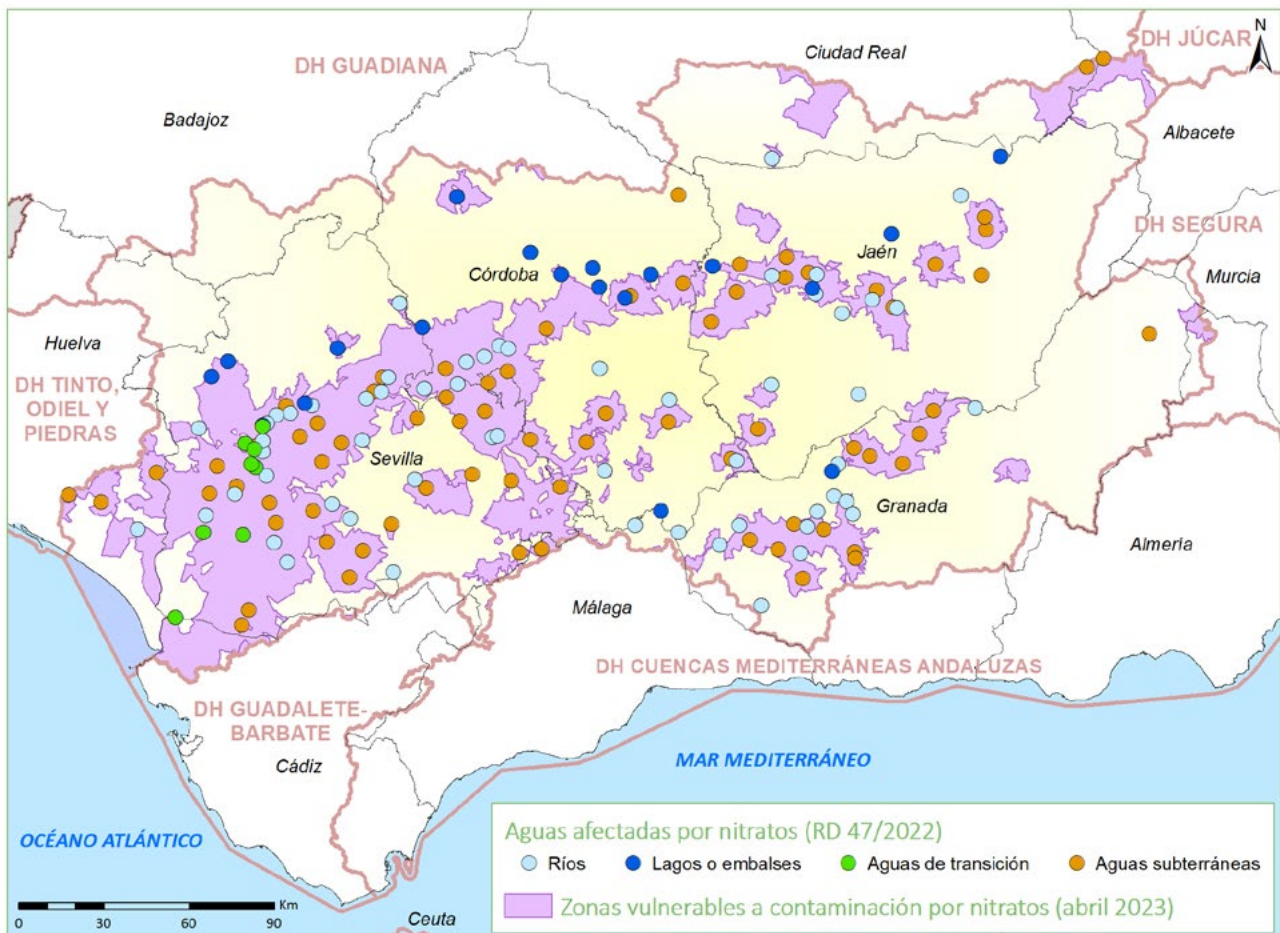 Ciudad Real
DH JÚCAR
N
DH GUADIANA
Badajoz
Albacete
DH SEGURA
Murcia
Córdoba
Jaén
Huelva
DH TINTO,
ODIEL Y
PIEDRAS
Sevilla
Granada
Almería
Málaga
DH CUENCAS MEDITERRÁNEAS ANDALUZAS
DH GUADALETE-
BARBATE
Cádiz
MAR MEDITERRÁNEO
OCÉANO ATLÁNTICO
Aguas afectadas por nitratos (RD 47/2022)
Ríos
Lagos o embalses
Aguas de transición
Aguas subterráneas
Zonas vulnerables a contaminación por nitratos (abril 2023)
Km
0 30 60 90
Ceuta